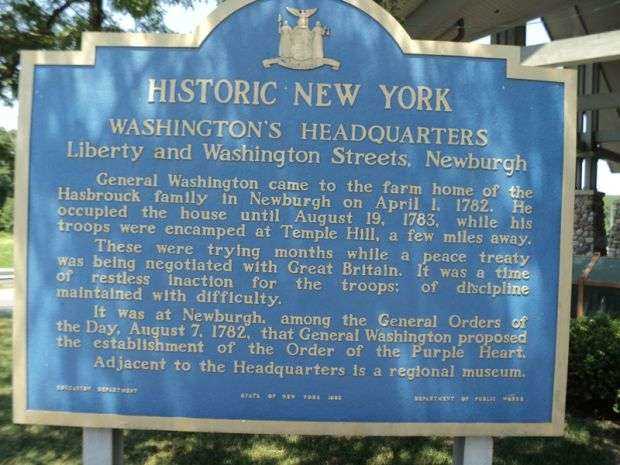 HISTORIC NEW YORK
WASHINGTON'S HEADQUARTERS
Liberty and Washington Streets, Newburgh
General Washington came to the farm home of the
Hasbrouck family in Newburgh on April 1, 1782. He
occupied the house until August 19, 1783, while his
troops were encamped at Temple Hill, a few miles away.
These were trying months while a peace treaty
was being negotiated with Great Britain. It was a time
of restless inaction for the troops; of discipline
maintained with difficulty.
It was at Newburgh, among the General Orders of
the Day, August 7, 1782, that General Washington proposed
the establishment of the Order of the Purple Heart.
Adjacent to the Headquarters is a regional museum.
EDUCATION DEPARTMENT STATE OF NEW YORK DEPARTMENT OF PUBLIC WORKS